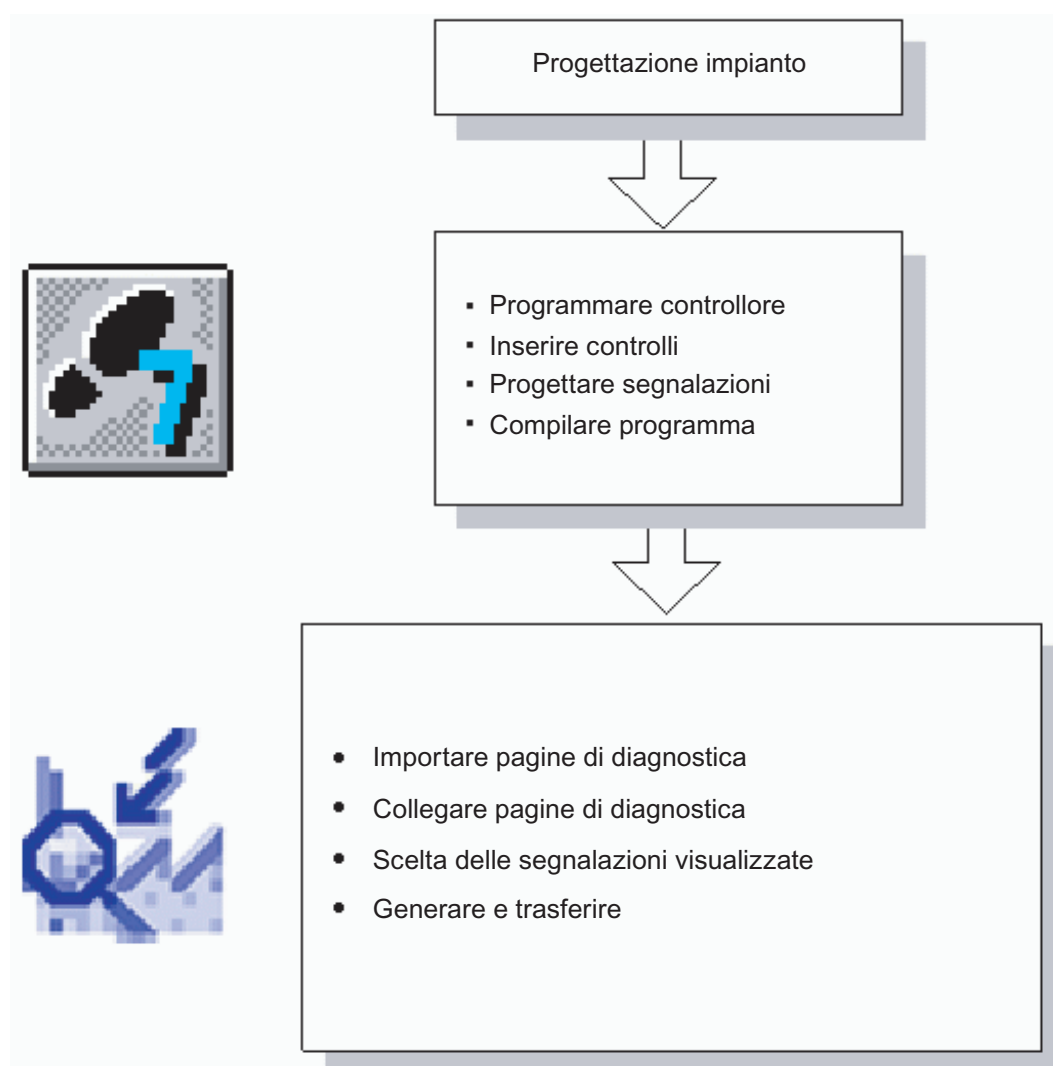 Progettazione impianto
▪ Programmare controllore
▪ Inserire controlli
▪ Progettare segnalazioni
▪ Compilare programma
● Importare pagine di diagnostica
● Collegare pagine di diagnostica
● Scelta delle segnalazioni visualizzate
● Generare e trasferire